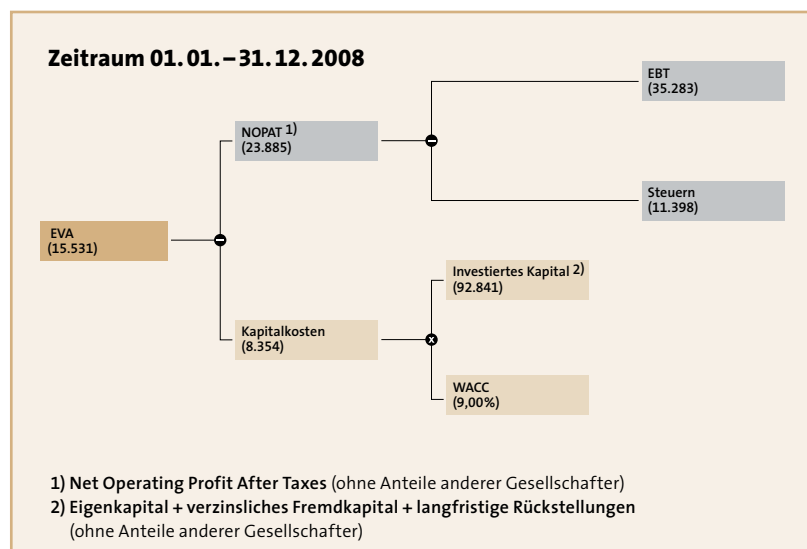 Zeitraum 01. 01. – 31. 12. 2008
EBT
(35.283)
NOPAT 1)
(23.885)
Steuern
(11.398)
EVA
(15.531)
Investiertes Kapital 2)
(92.841)
Kapitalkosten
(8.354)
x
WACC
(9,00%)
1) Net Operating Profit After Taxes (ohne Anteile anderer Gesellschafter)
2) Eigenkapital + verzinsliches Fremdkapital + langfristige Rückstellungen
(ohne Anteile anderer Gesellschafter)